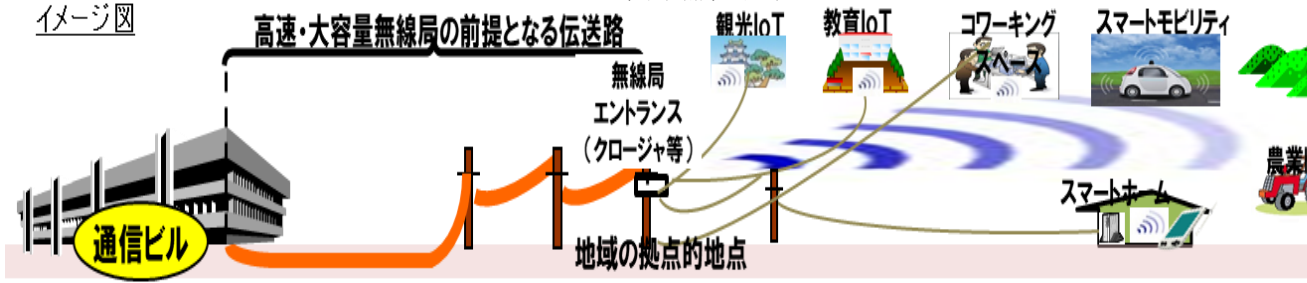 イメージ図
高速・大容量無線局の前提となる伝送路
無線局
エントランス
（クロージャ等）
観光IoT
教育IoT
コワーキング
スペース
スマートモビリティ
農業
スマートホーム
通信ビル
地域の拠点的地点